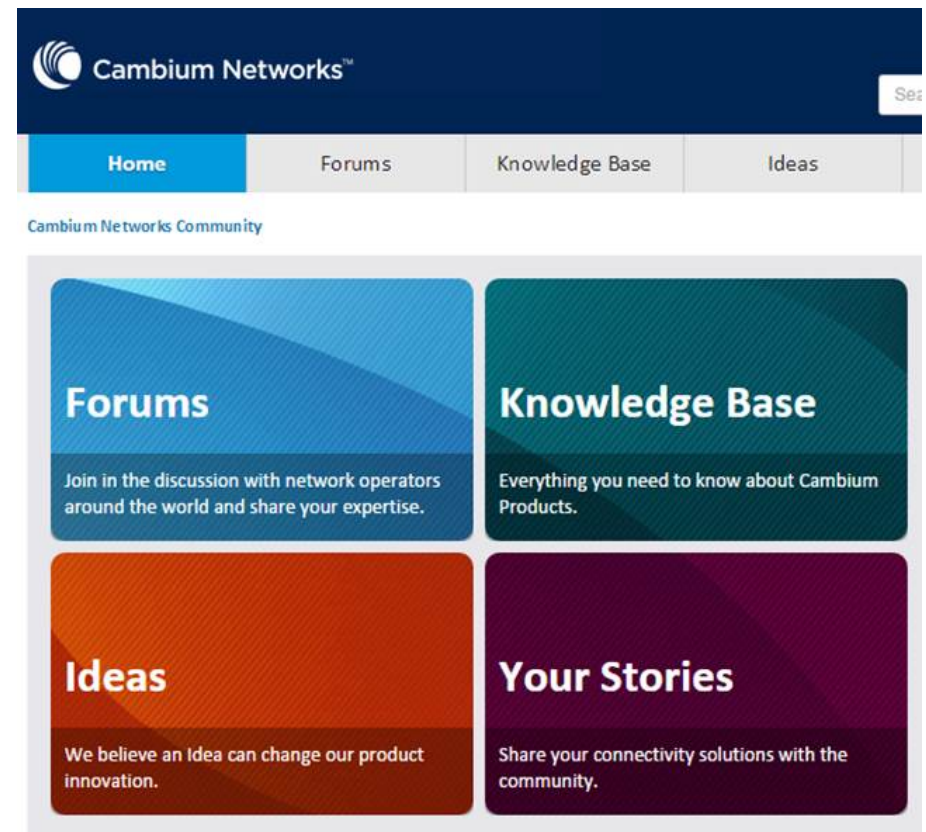 Cambium Networks™
Sea
Home
Forums
Knowledge Base
Ideas
Cambium Networks Community
Forums
Join in the discussion with network operators
around the world and share your expertise.
Knowledge Base
Everything you need to know about Cambium
Products.
Ideas
We believe an Idea can change our product
innovation.
Your Stories
Share your connectivity solutions with the
community.